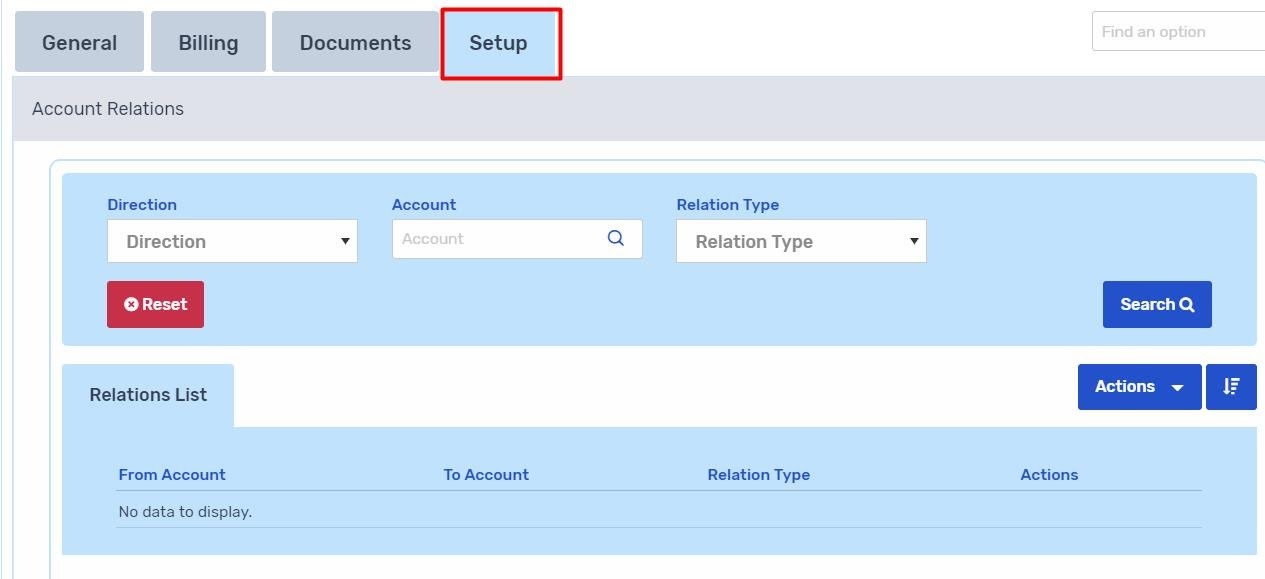 General Billing Documents Setup Find an option
Account Relations
Direction Account Relation Type
Direction Account Relation Type
Reset Search
Relations List Actions
From Account To Account Relation Type Actions
No data to display.